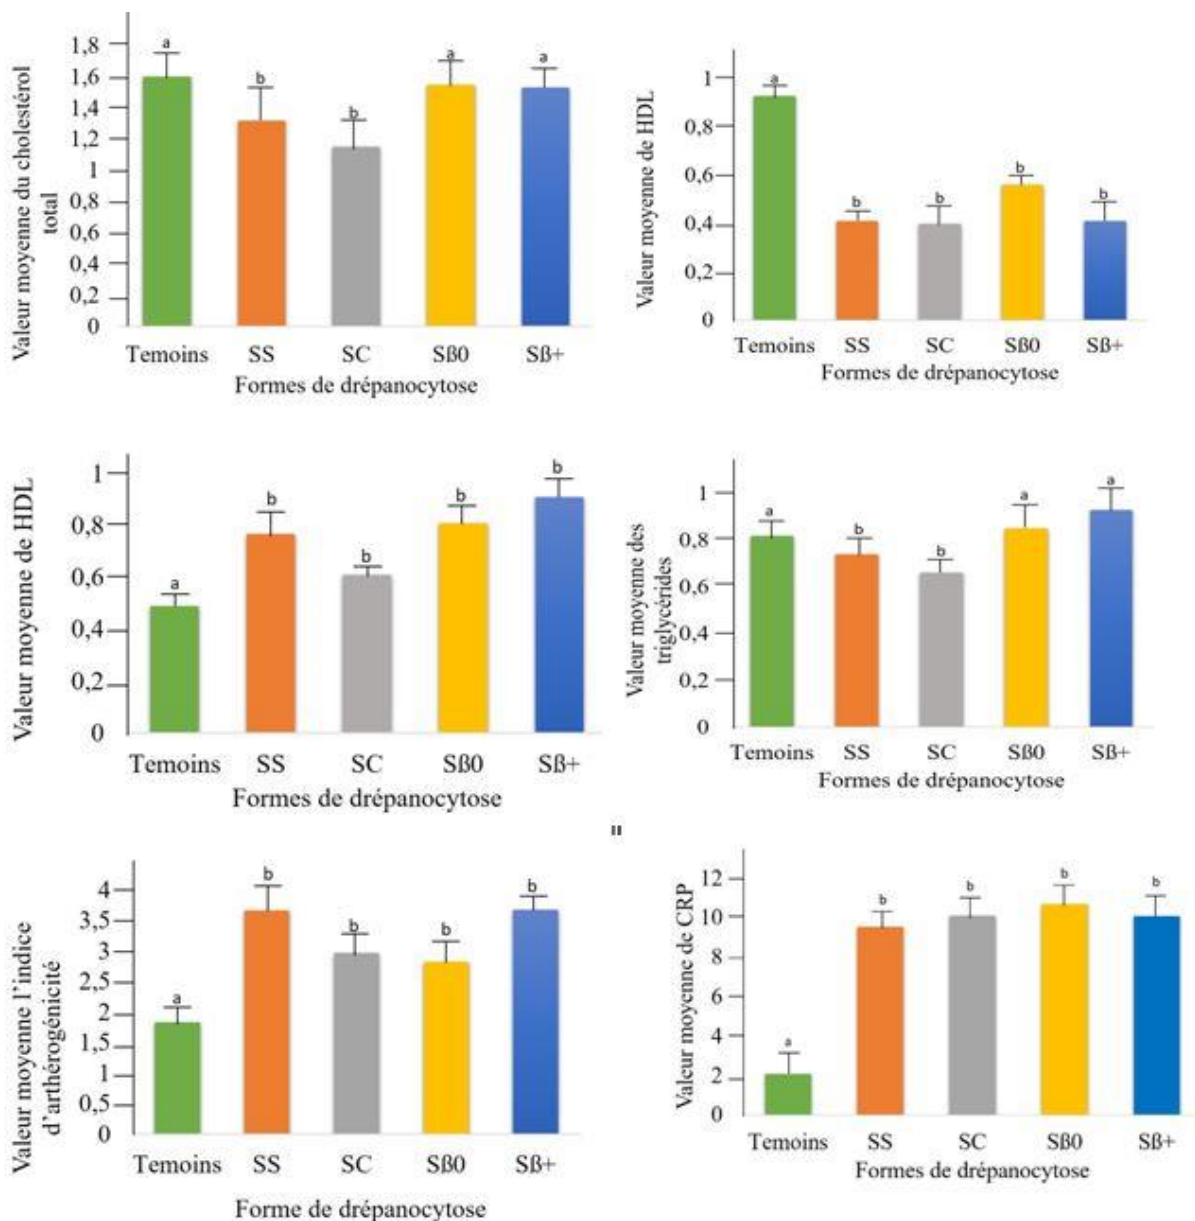 Valeur moyenne du cholestérol
total
1,8
1,6
1,4
1,2
1
0,8
0,6
0,4
0,2
0
a
b
b
a
a
Temoins SS SC Sß0 Sß+
Formes de drépanocytose
Valeur moyenne de HDL
1
0,8
0,6
0,4
0,2
0
a
b
b
b
b
Temoins SS SC Sß0 Sß+
Formes de drépanocytose
Valeur moyenne de HDL
1
0,8
0,6
0,4
0,2
0
a
b
b
b
b
Temoins SS SC Sß0 Sß+
Formes de drépanocytose
Valeur moyenne des
triglycérides
1
0,8
0,6
0,4
0,2
0
a
b
b
a
a
Temoins SS SC Sß0 Sß+
Formes de drépanocytose
"
Valeur moyenne l'indice
d'arthérogénicité
4
3,5
3
2,5
2
1,5
1
0,5
0
a
b
b
b
b
Temoins SS SC Sß0 Sß+
Forme de drépanocytose
Valeur moyenne de CRP
12
10
8
6
4
2
0
a
b
b
b
b
Temoins SS SC Sß0 Sß+
Formes de drépanocytose